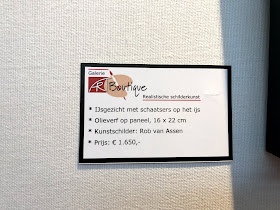 Galerie
ART Boutique
Realistische schilderkunst
* IJsgezicht met schaatsers op het ijs
* Olieverf op paneel, 16 x 22 cm
* Kunstschilder: Rob van Assen
* Prijs: € 1.650,-